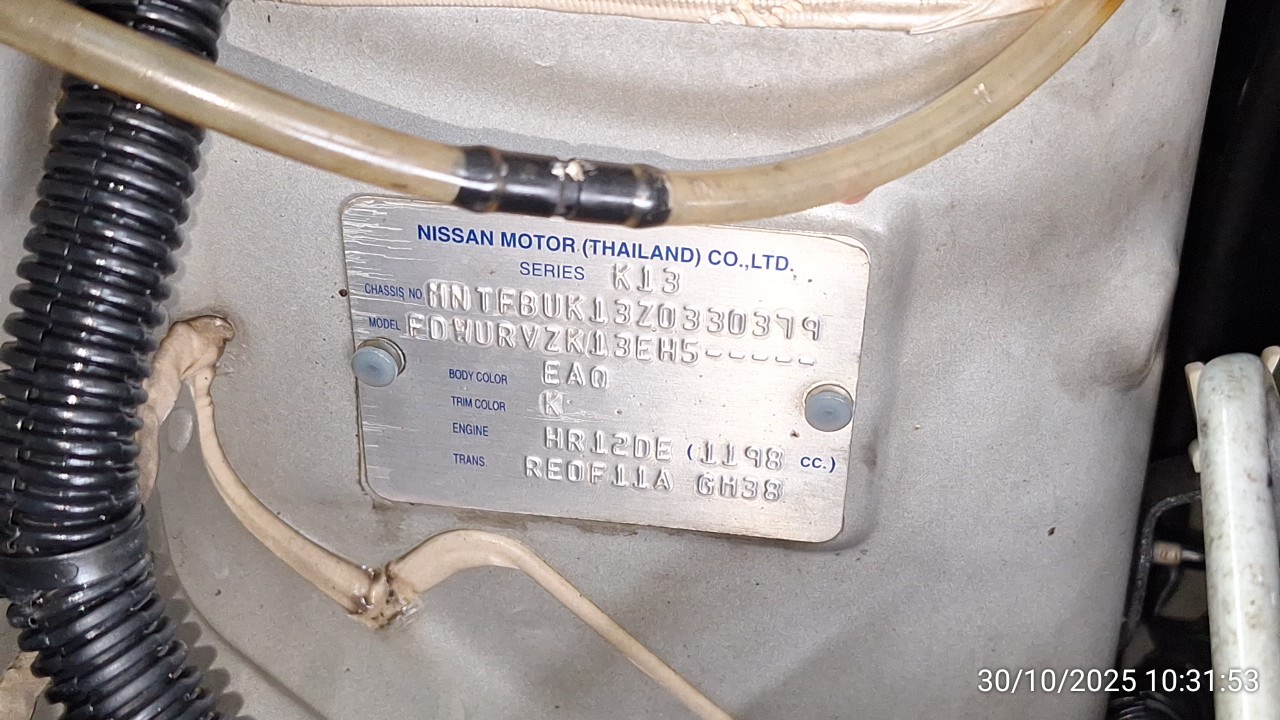 NISSAN MOTOR (THAILAND) CO.,LTD.
SERIES K13
CHASSIS NO MNTFBUK13Z0330379
MODEL FDWURVZK13EH5-----
BODY COLOR EAQ
TRIM COLOR K
ENGINE HR12DE (1198 CC.)
TRANS RE0F11A GH38
30/10/2025 10:31:53